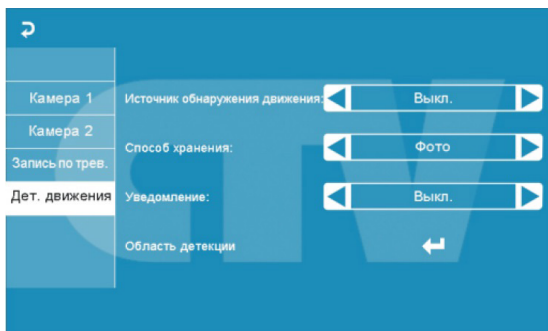 Камера 1
Источник обнаружения движения:
Выкл.
Камера 2
Способ хранения:
Фото
Запись по трев.
Дет. движения
Уведомление:
Выкл.
Область детекции
CTV